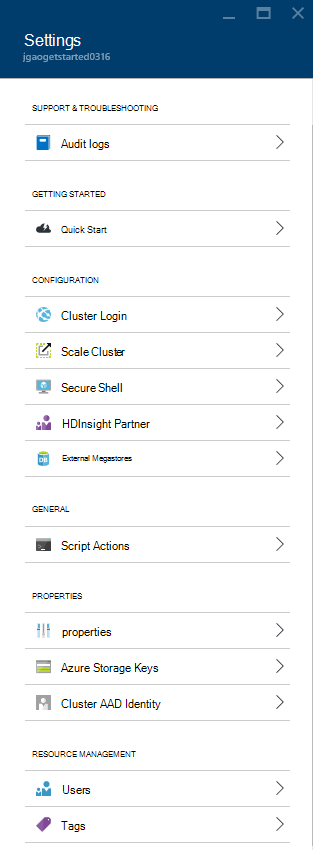 Settings
jgaogetstarted0316
SUPPORT & TROUBLESHOOTING
Audit logs
GETTING STARTED
Quick Start
CONFIGURATION
Cluster Login
Scale Cluster
Secure Shell
HDInsight Partner
External Megastores
DB
GENERAL
Script Actions
PROPERTIES
properties
Azure Storage Keys
Cluster AAD Identity
RESOURCE MANAGEMENT
Users
Tags